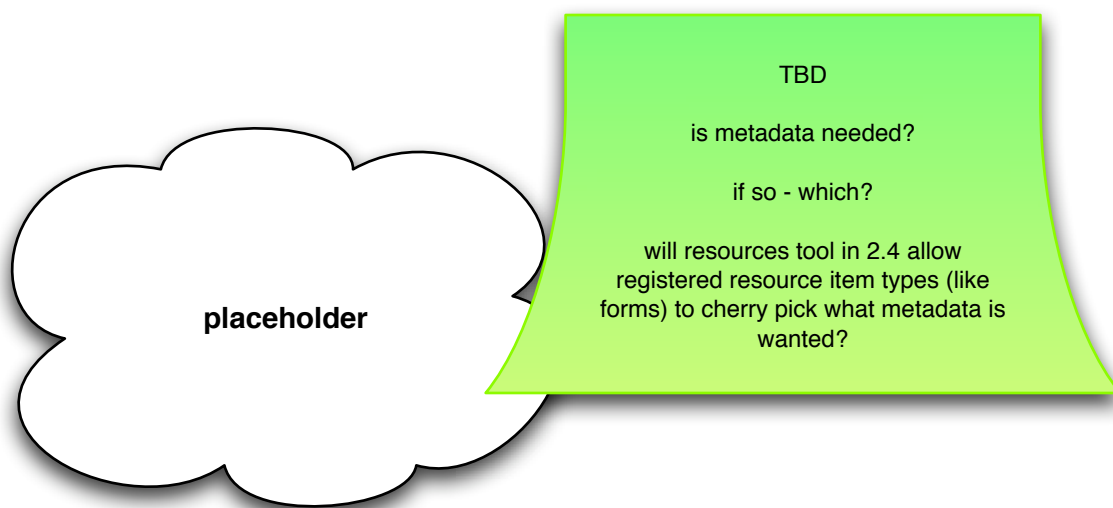 placeholder
TBD
is metadata needed?
if so - which?
will resources tool in 2.4 allow
registered resource item types (like
forms) to cherry pick what metadata is
wanted?